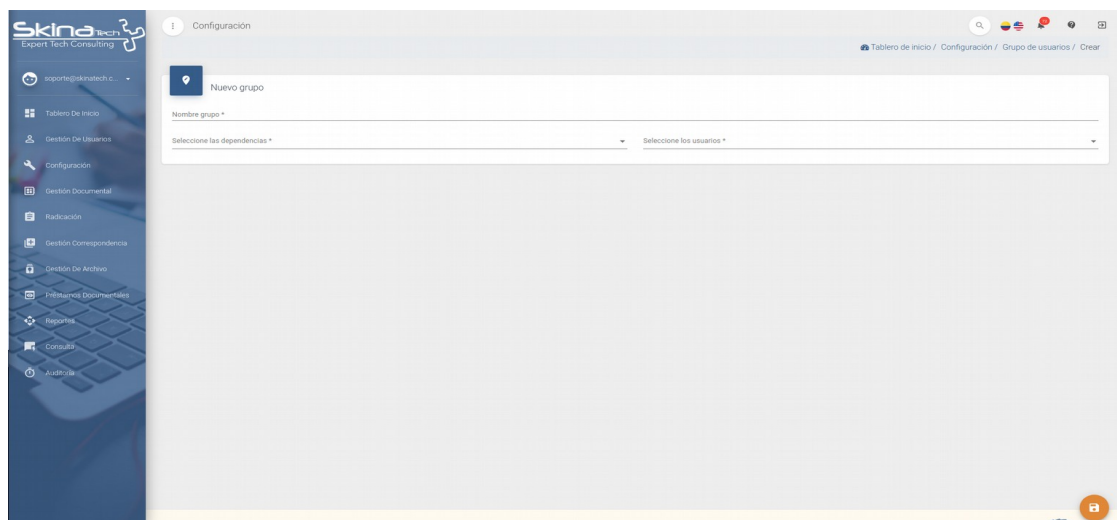 Skina Tech
Expert Tech Consulting
Configuración
Tablero de inicio / Configuración / Grupo de usuarios / Crear
soporte@skinatech.c...
Nuevo grupo
Nombre grupo *
Seleccione las dependencias *
Seleccione los usuarios *
Tablero De Inicio
Gestión De Usuarios
Configuración
Gestión Documental
Radicación
Gestión Correspondencia
Gestión De Archivo
Préstamos Documentales
Reportes
Consulta
Auditoria